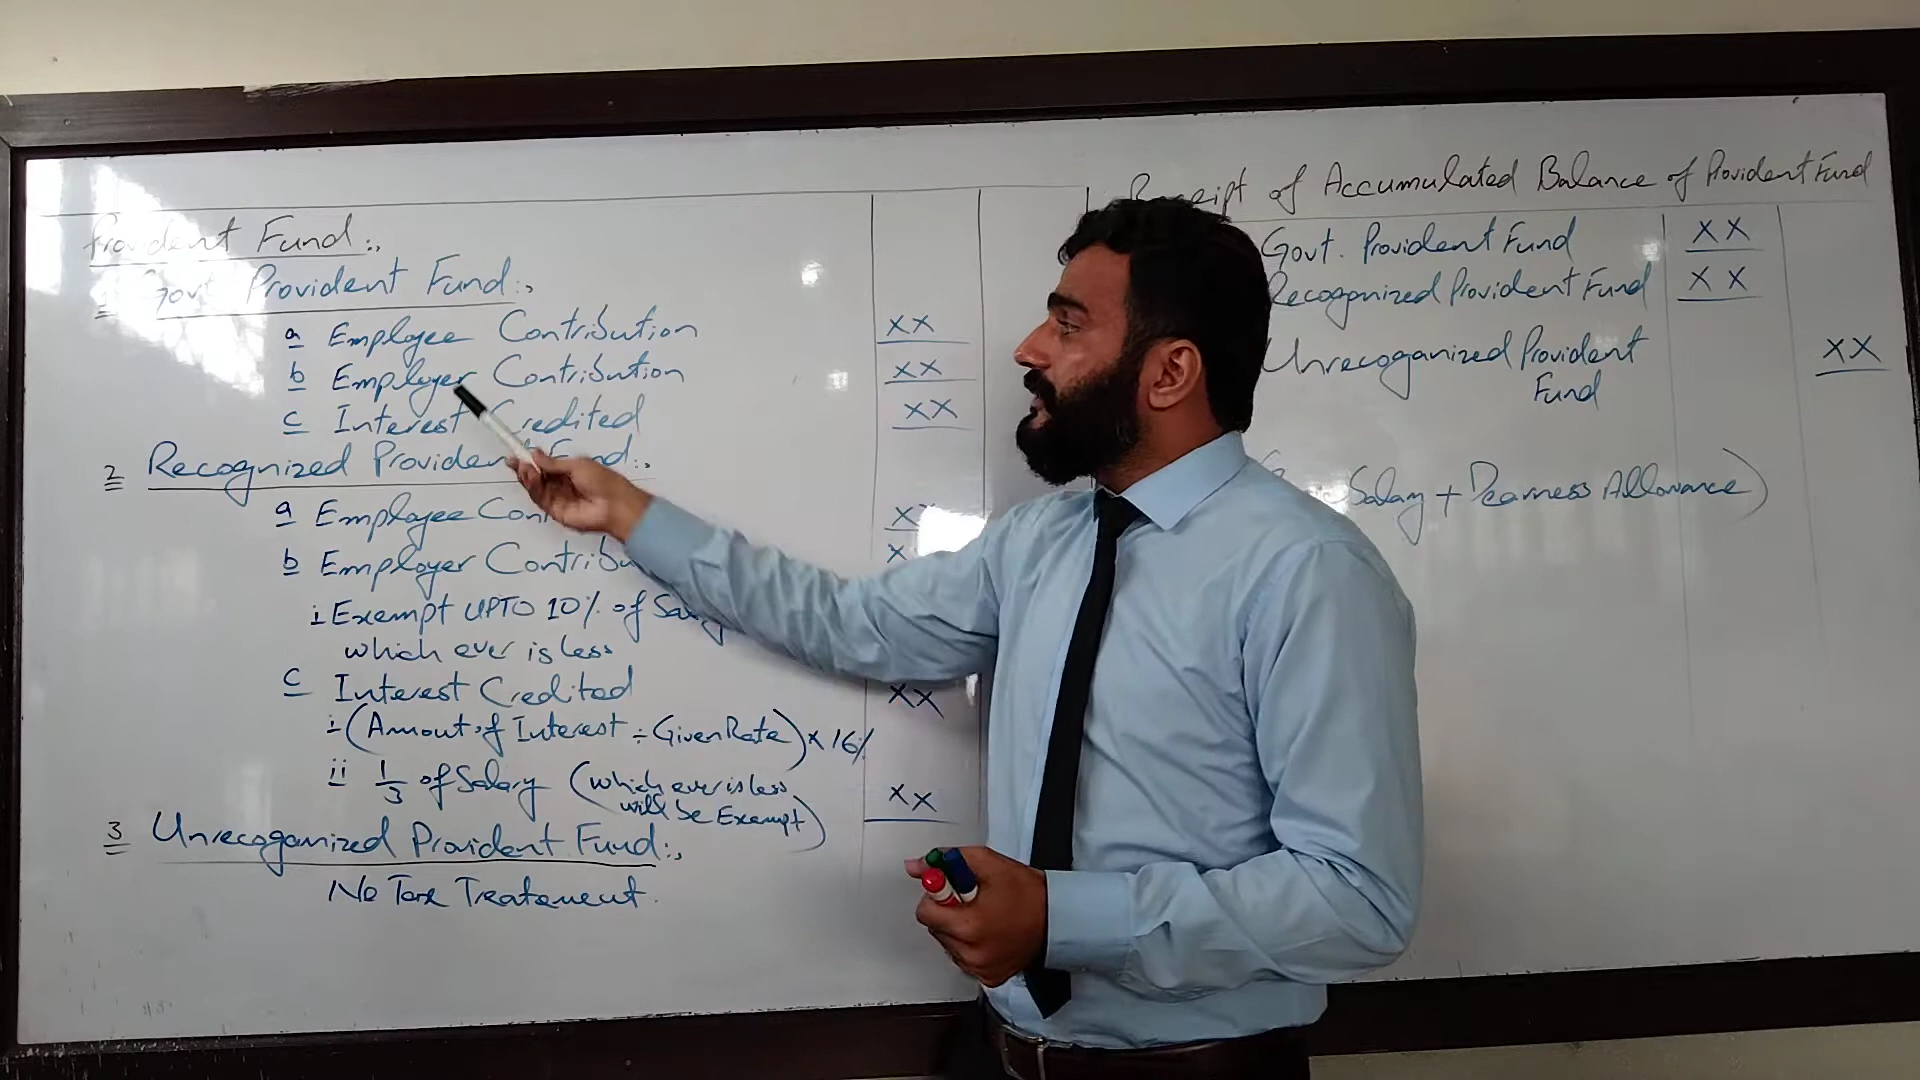 Provident Fund:,
1 Govt Provident Fund:,
a Employee Contribution XX
b Employer Contribution XX
c Interest Credited XX
2 Recognized Provident Fund:,
a Employee X
b Employer X
i Exempt UPTO 10% of
which ever is less
c Interest Credited XX
i (Amount of Interest ÷ Given Rate) × 16%
ii 1/3 of Salary (which ever is less
will be Exempt) XX
3 Unrecoganized Provident Fund:,
No Tax Treatement.
Receipt of Accumulated Balance of Provident Fund
Govt. Provident Fund XX
Recogonized Provident Fund XX
Unrecoganized Provident
Fund XX
Salary + Dearness Allowance)